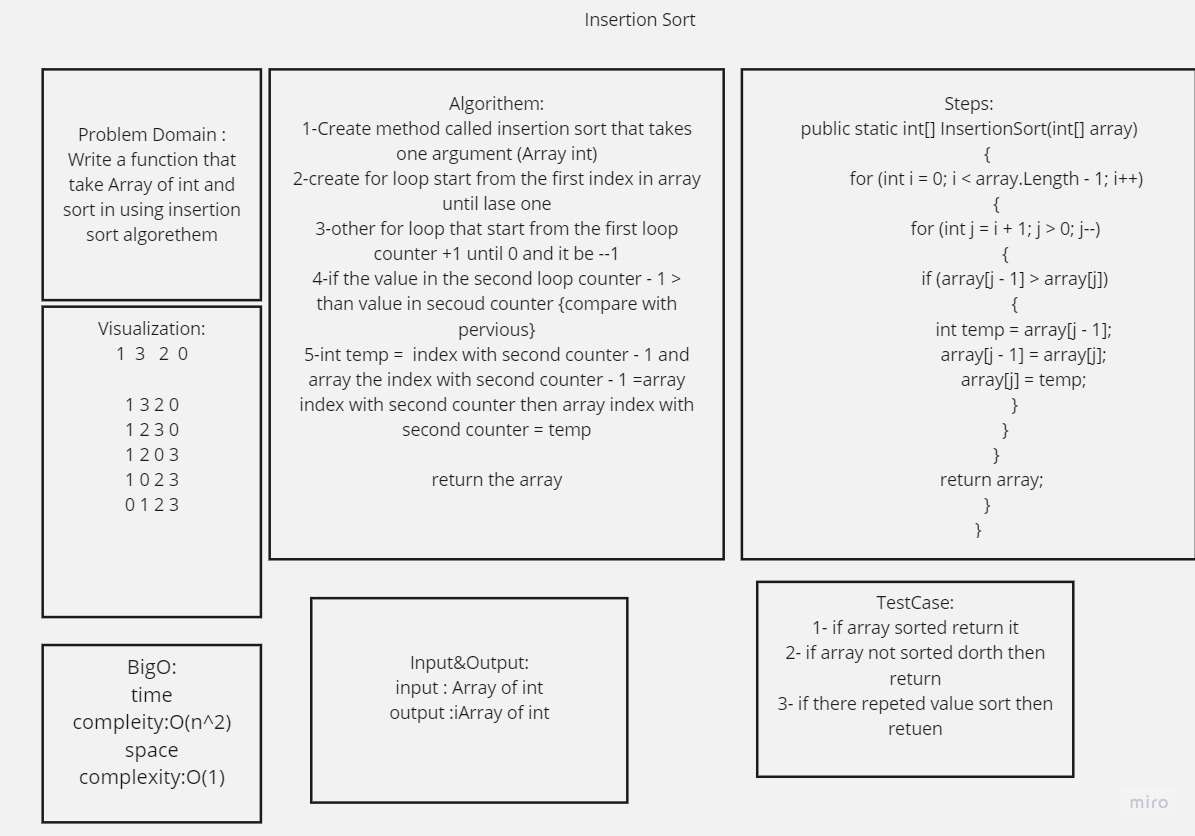 Insertion Sort
Problem Domain :
Write a function that
take Array of int and
sort in using insertion
sort algorethem
Visualization:
1 3 2 0
1 3 2 0
1 2 3 0
1 2 0 3
1 0 2 3
0 1 2 3
BigO:
time
compleity:O(n^2)
space
complexity:O(1)
Algorithem:
1-Create method called insertion sort that takes
one argument (Array int)
2-create for loop start from the first index in array
until lase one
3-other for loop that start from the first loop
counter +1 until 0 and it be --1
4-if the value in the second loop counter - 1 >
than value in secoud counter {compare with
pervious}
5-int temp = index with second counter - 1 and
array the index with second counter - 1 =array
index with second counter then array index with
second counter = temp
return the array
Input&Output:
input : Array of int
output :iArray of int
Steps:
public static int[] InsertionSort(int[] array)
{
for (int i = 0; i < array.Length - 1; i++)
{
for (int j = i + 1; j > 0; j--)
{
if (array[j - 1] > array[j])
{
int temp = array[j - 1];
array[j - 1] = array[j];
array[j] = temp;
}
}
}
return array;
}
}
TestCase:
1- if array sorted return it
2- if array not sorted dorth then
return
3- if there repeted value sort then
retuen
miro